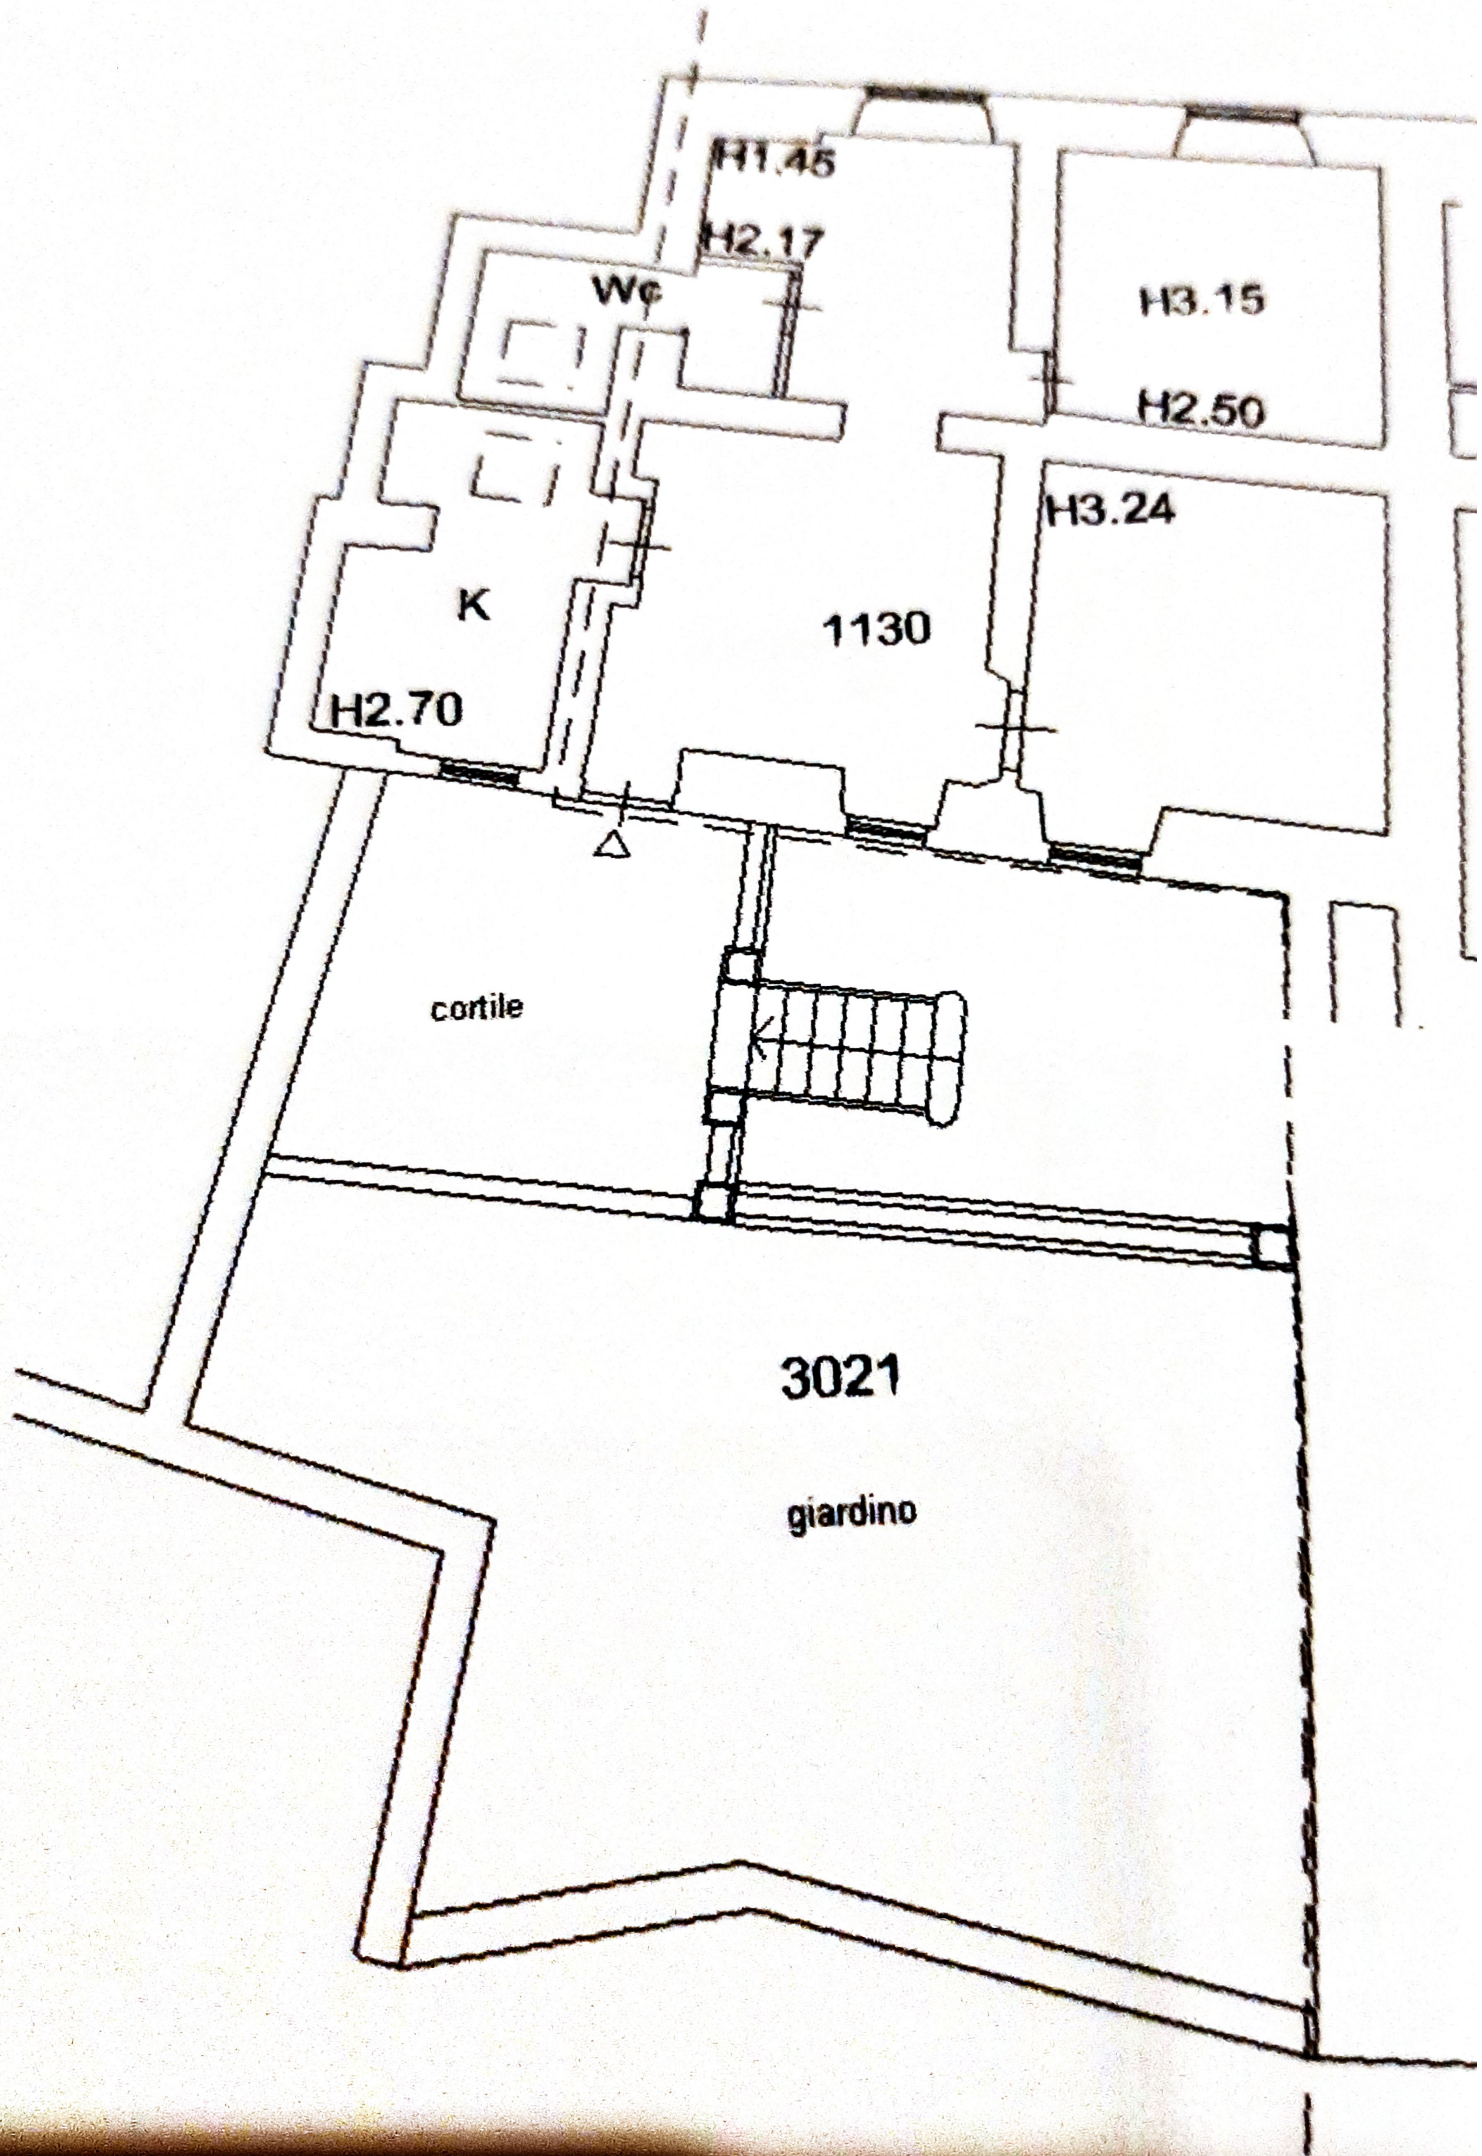 H1.45
H2.17
Wc
H3.15
H2.50
H3.24
K
1130
H2.70
cortile
3021
giardino